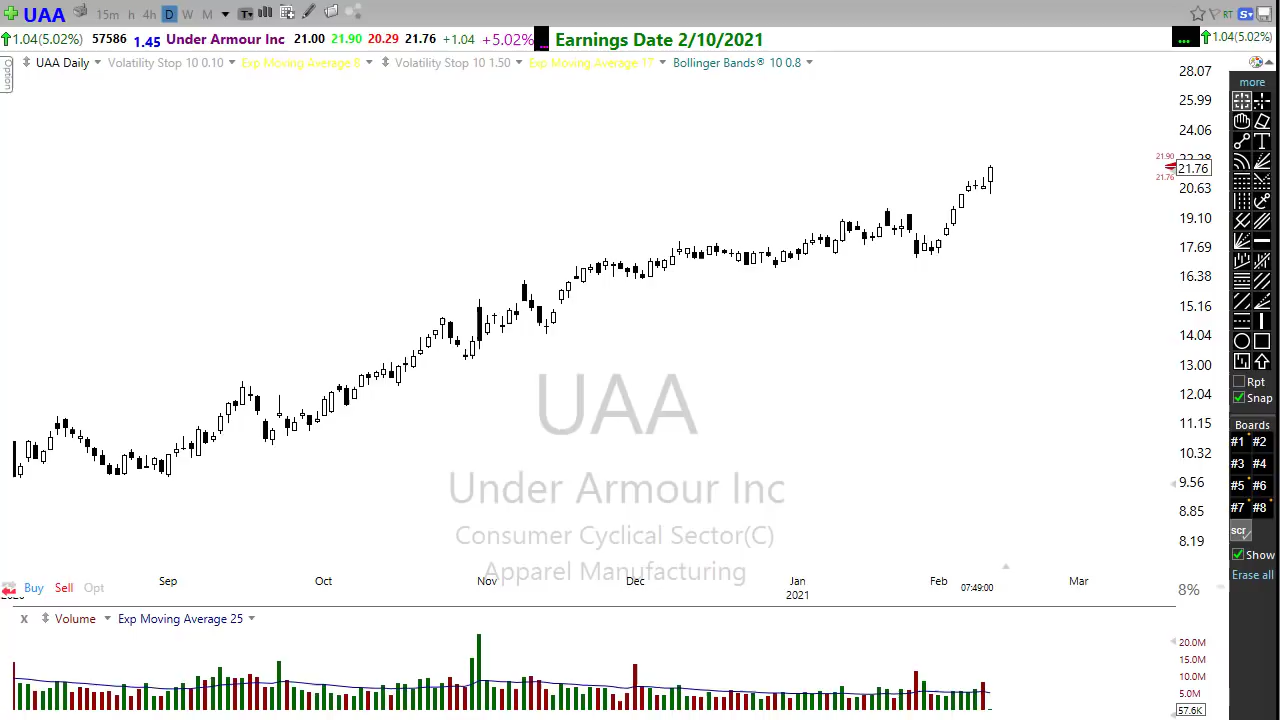 UAA 15m h 4h D W M T RT S
1.04(5.02%) 57586 1.45 Under Armour Inc 21.00 21.90 20.29 21.76 +1.04 +5.02% ... Earnings Date 2/10/2021 ... 1.04(5.02%)
Option
UAA Daily Volatility Stop 10 0.10 Exp Moving Average 8 Volatility Stop 10 1.50 Exp Moving Average 17 Bollinger Bands® 10 0.8
28.07
25.99
24.06
21.90
21.76
21.76
20.63
19.10
17.69
16.38
15.16
14.04
13.00
12.04
11.15
10.32
9.56
8.85
8.19
UAA
Under Armour Inc
Consumer Cyclical Sector(C)
Apparel Manufacturing
Sep Oct Nov Dec Jan Feb Mar
2021 07:49:00
Buy Sell Opt 8%
X Volume Exp Moving Average 25
20.0M
15.0M
10.0M
5.0M
57.6K
more
T
Rpt
Snap
Boards
#1 #2
#3 #4
#5 #6
#7 #8
scr
Show
Erase all